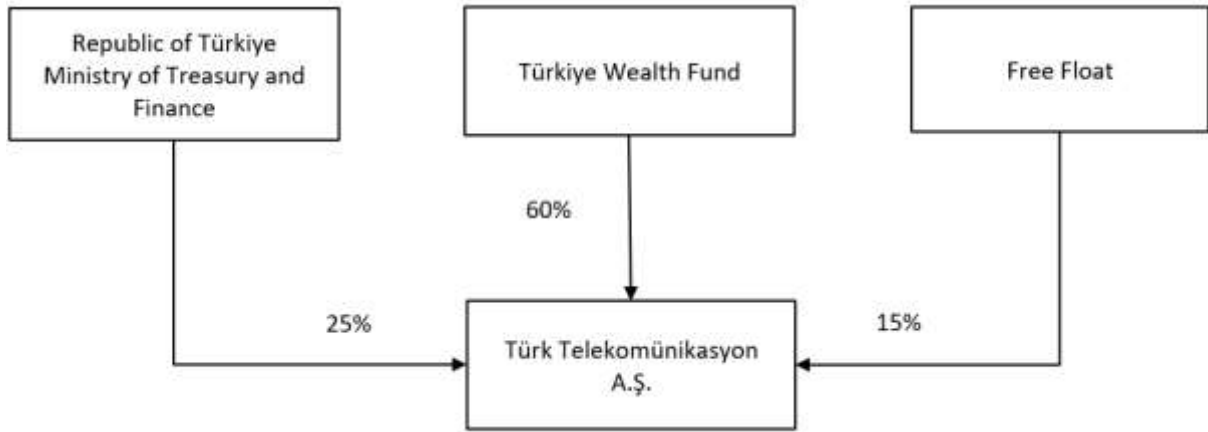 Republic of Türkiye
Ministry of Treasury and
Finance
Türkiye Wealth Fund
Free Float
60%
25%
15%
Türk Telekomünikasyon
A.Ş.